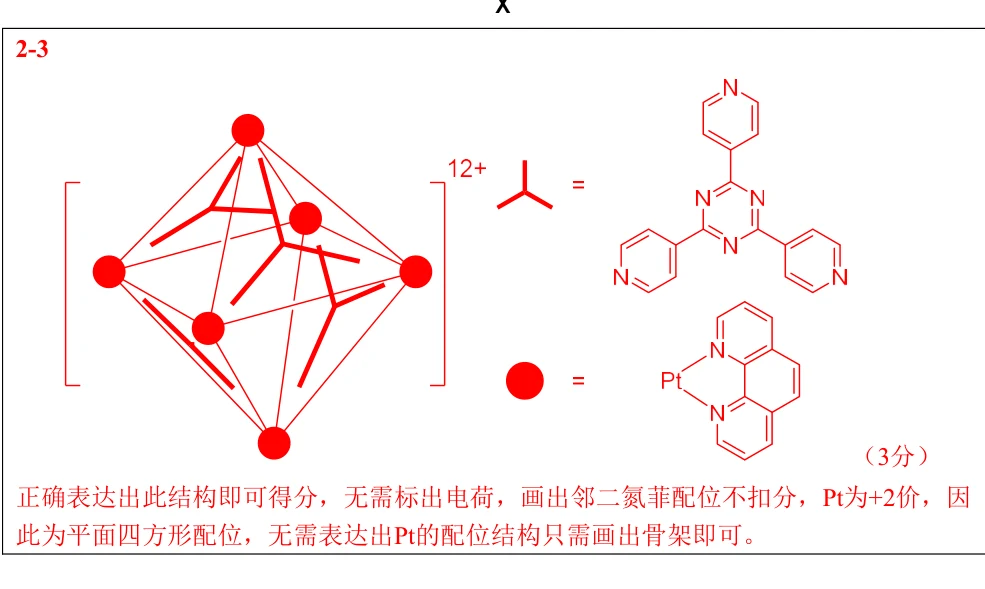 X
2-3
12+
=
N
N
N
N
N
N
=
N
Pt
N
(3分)
正确表达出此结构即可得分，无需标出电荷，画出邻二氮菲配位不扣分，Pt为+2价，因
此为平面四方形配位，无需表达出Pt的配位结构只需画出骨架即可。